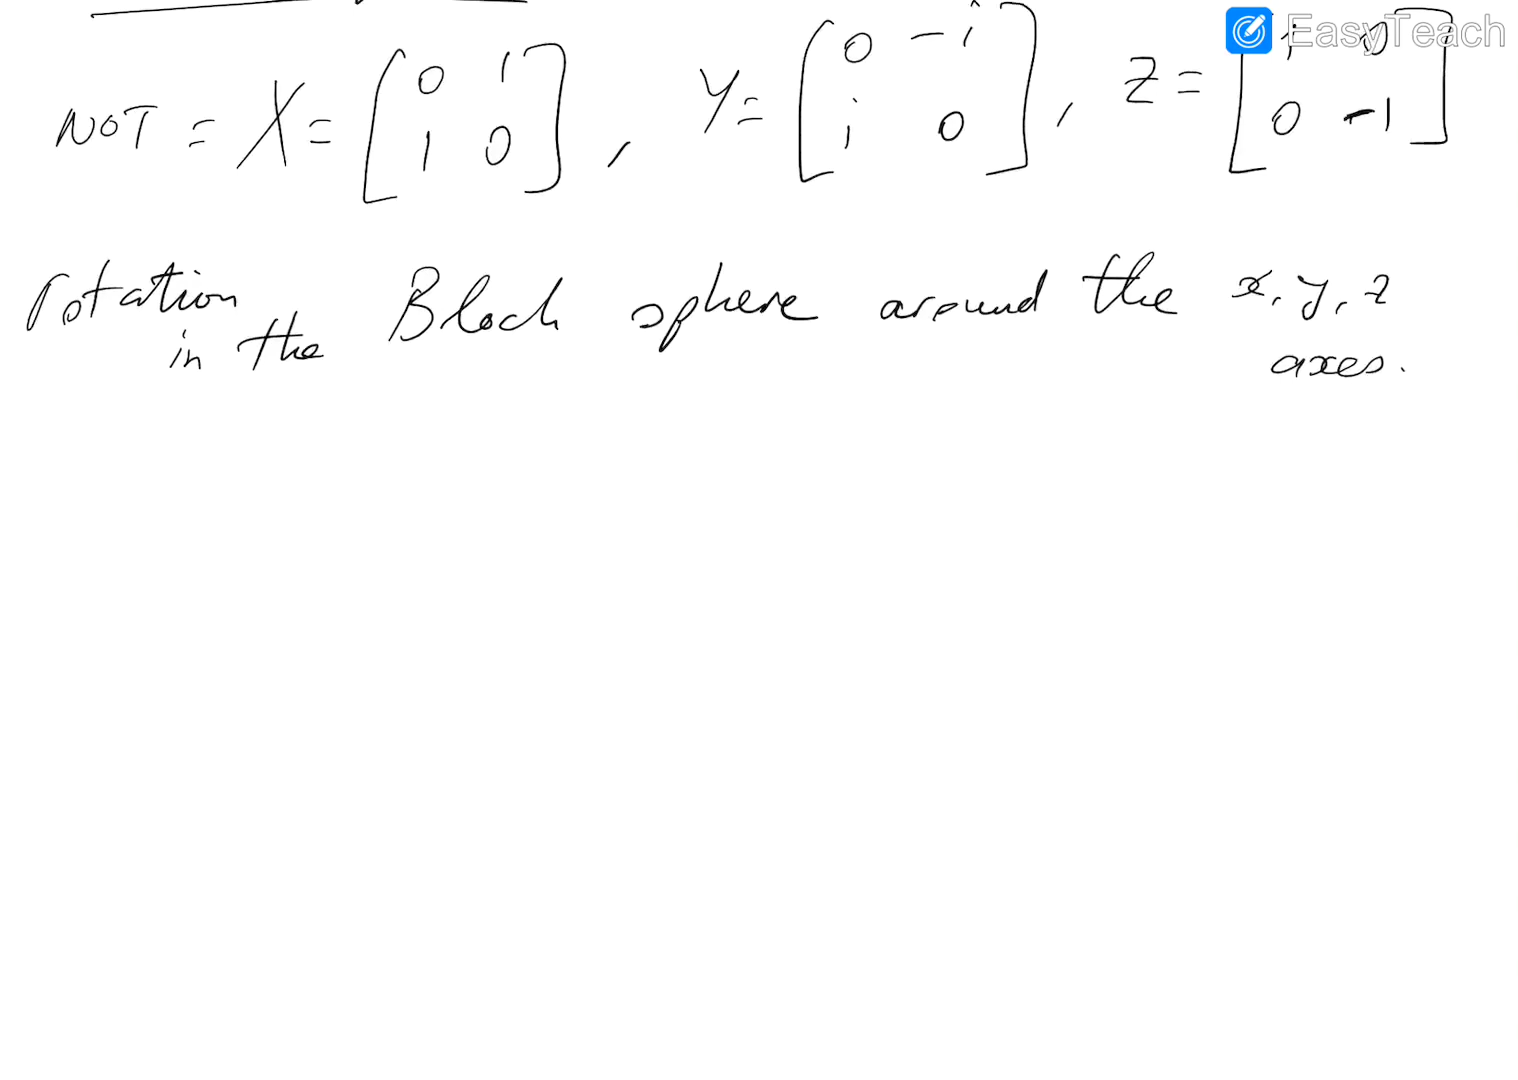 EasyTeach
NOT = X = [0 1; 1 0], Y = [0 -i; i 0], Z = [1 0; 0 -1]
rotation in the Bloch sphere around the x, y, z
axes.